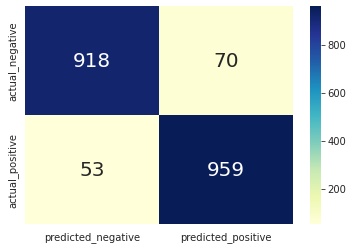 actual_negative
918
70
actual_positive
53
959
predicted_negative
predicted_positive
800
600
400
200